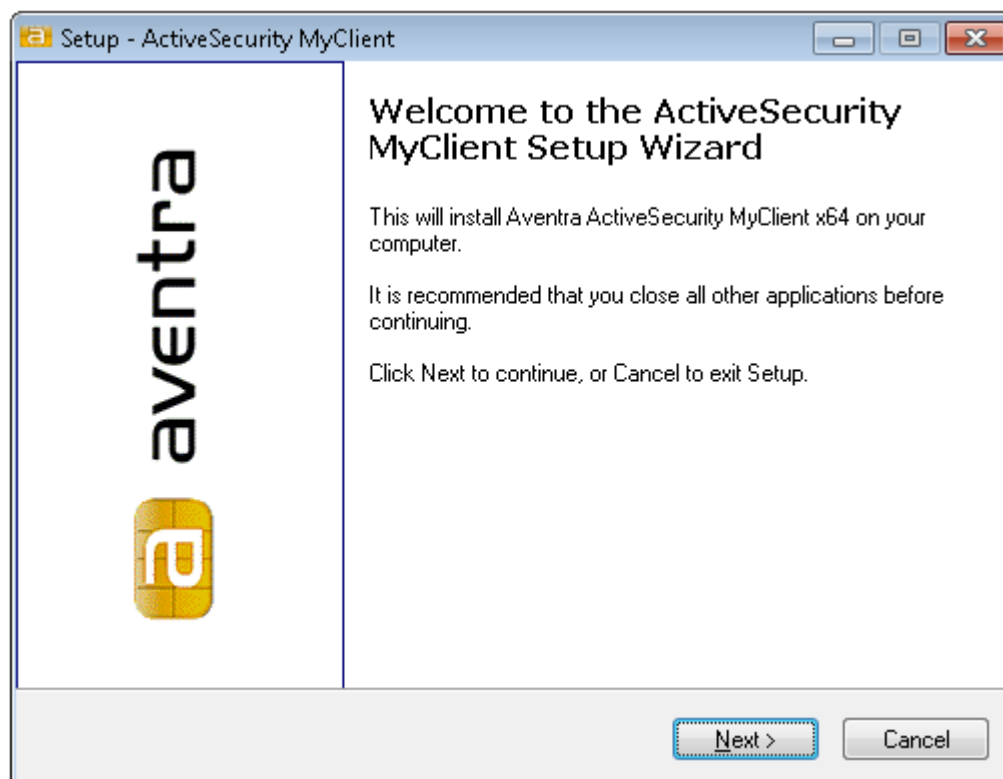 Setup - ActiveSecurity MyClient
Welcome to the ActiveSecurity
MyClient Setup Wizard
This will install Aventra ActiveSecurity MyClient x64 on your
computer.
It is recommended that you close all other applications before
continuing.
Click Next to continue, or Cancel to exit Setup.
aventra
a
Next >
Cancel